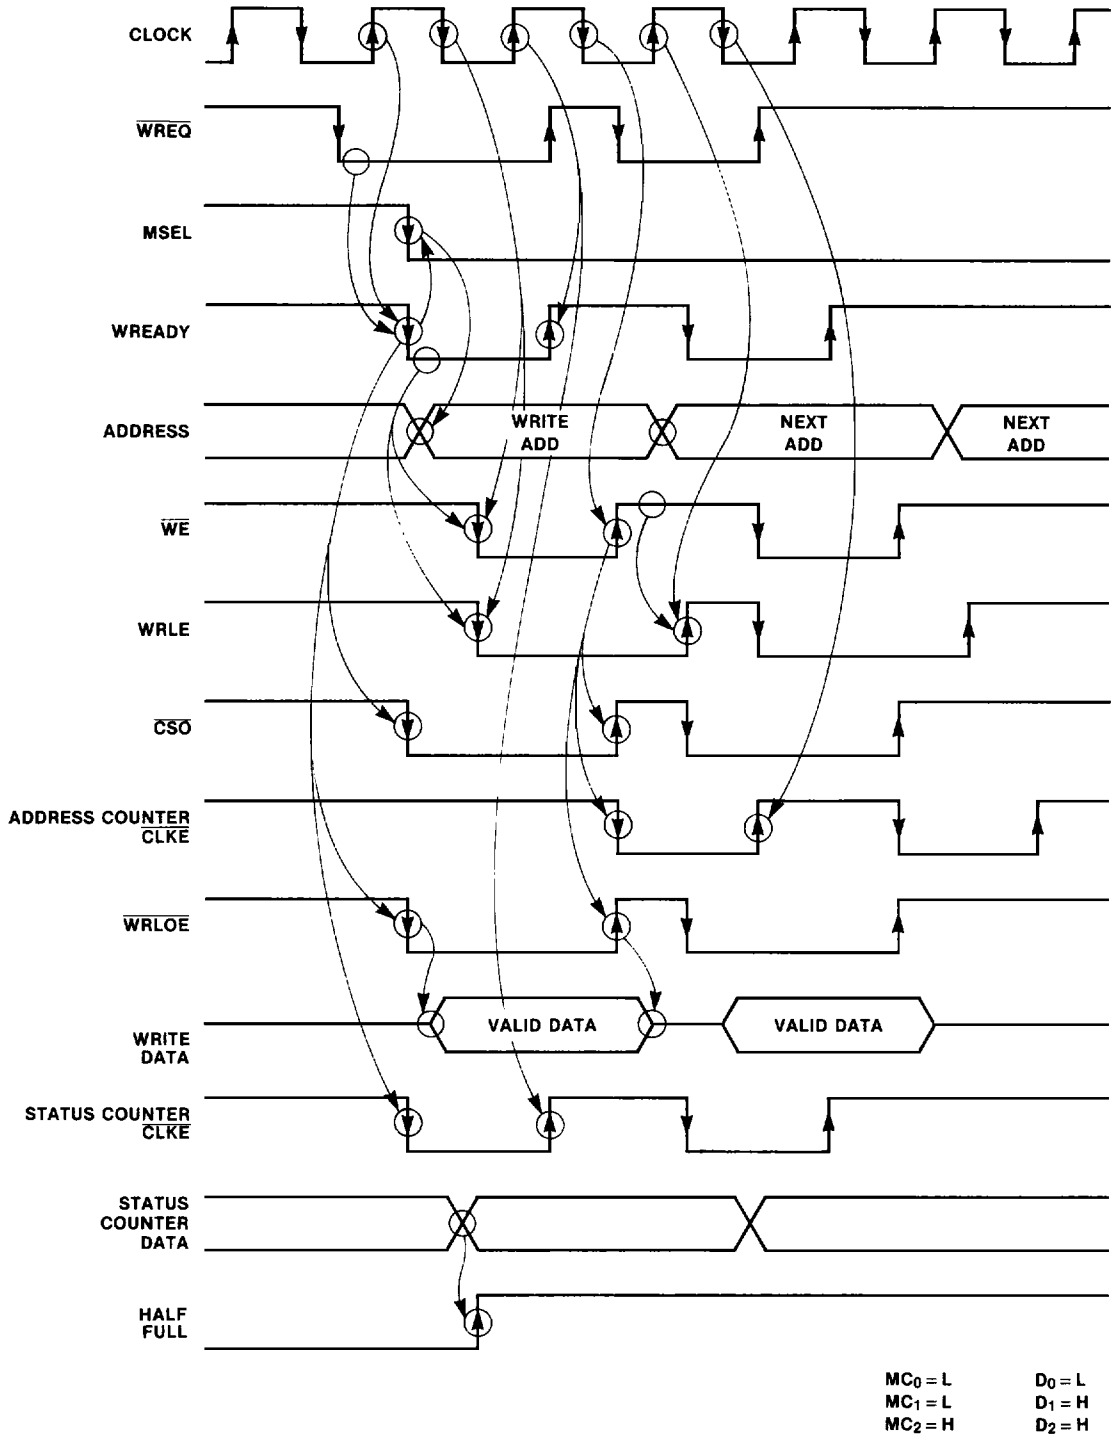 CLOCK
WREQ
MSEL
WREADY
ADDRESS
WRITE ADD
NEXT ADD
NEXT ADD
WE
WRLE
CSO
ADDRESS COUNTER
CLKE
WRLOE
WRITE
DATA
VALID DATA
VALID DATA
STATUS COUNTER
CLKE
STATUS
COUNTER
DATA
HALF
FULL
MC0 = L D0 = L
MC1 = L D1 = H
MC2 = H D2 = H